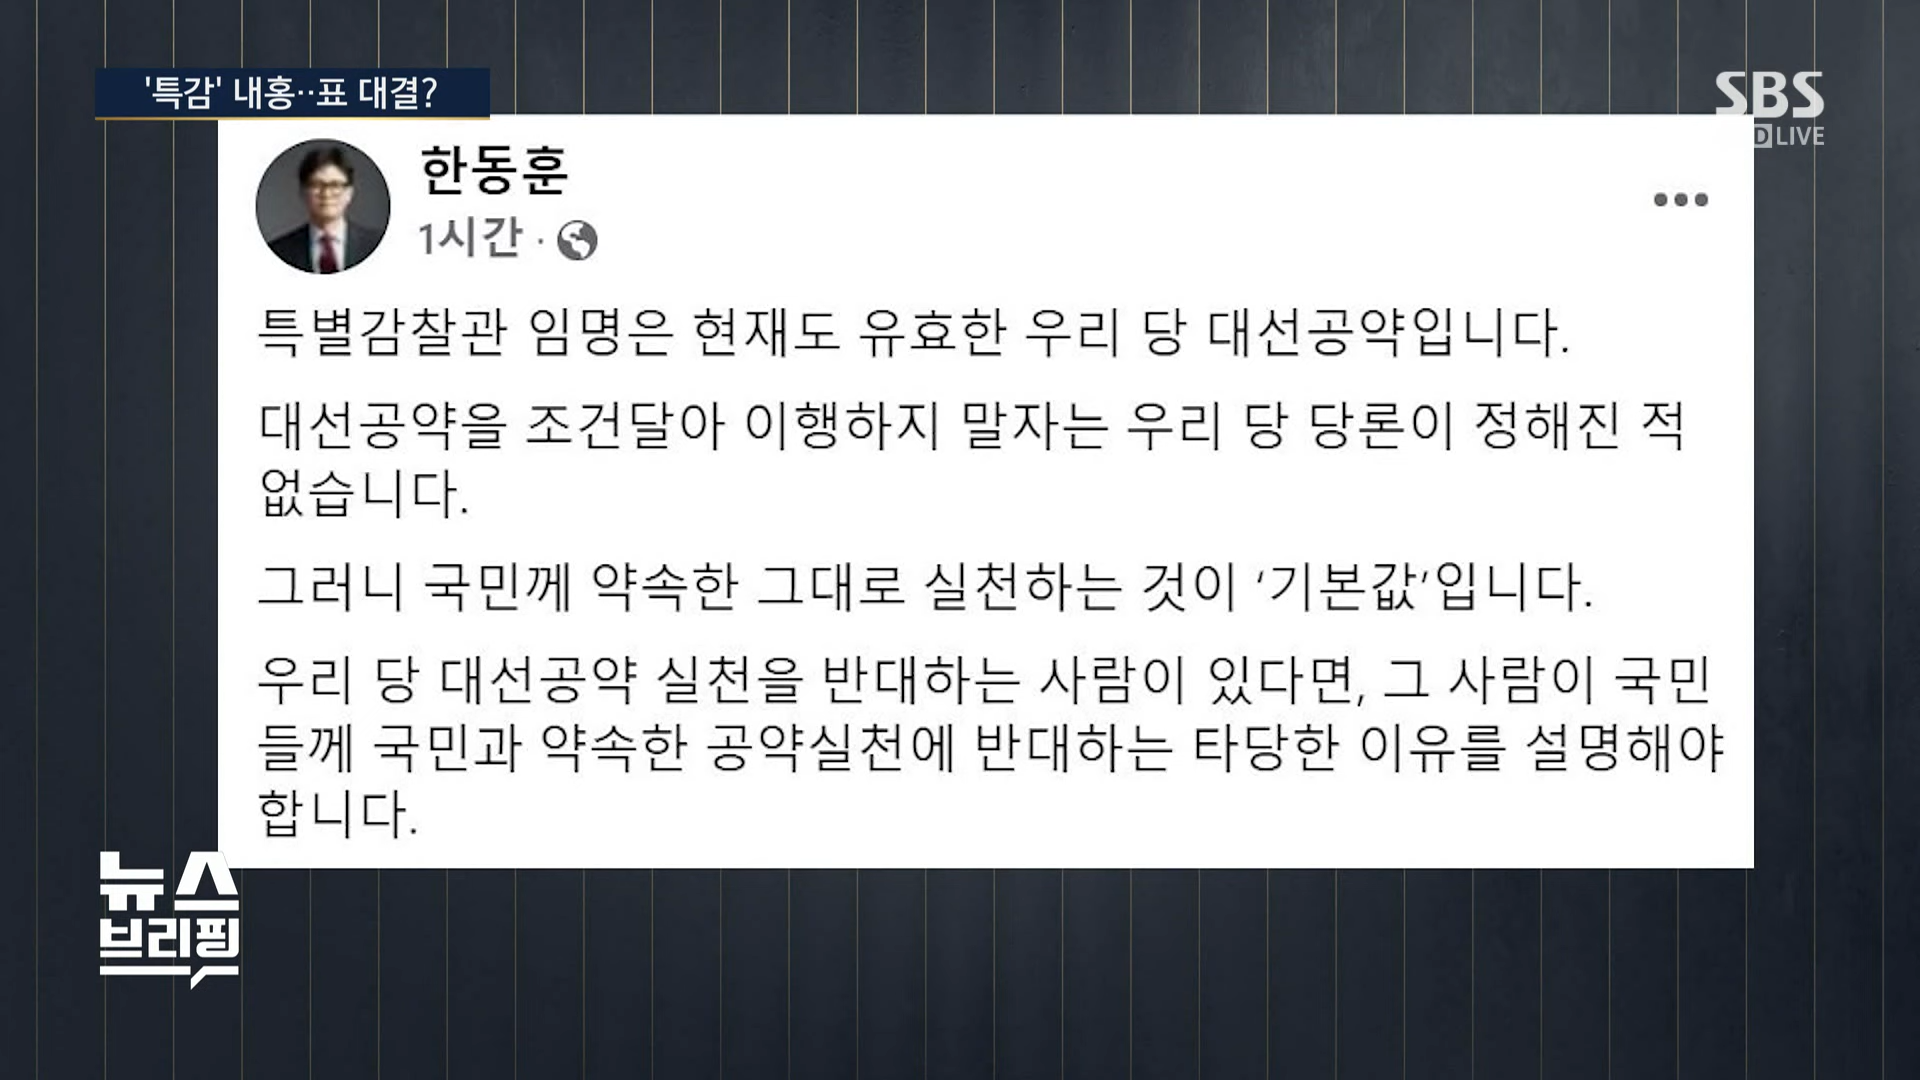 '특감' 내홍··표 대결?
SBS
D LIVE
한동훈
1시간 ·
특별감찰관 임명은 현재도 유효한 우리 당 대선공약입니다.
대선공약을 조건달아 이행하지 말자는 우리 당 당론이 정해진 적
없습니다.
그러니 국민께 약속한 그대로 실천하는 것이 ‘기본값’입니다.
우리 당 대선공약 실천을 반대하는 사람이 있다면, 그 사람이 국민
들께 국민과 약속한 공약실천에 반대하는 타당한 이유를 설명해야
합니다.
뉴스
브리핑